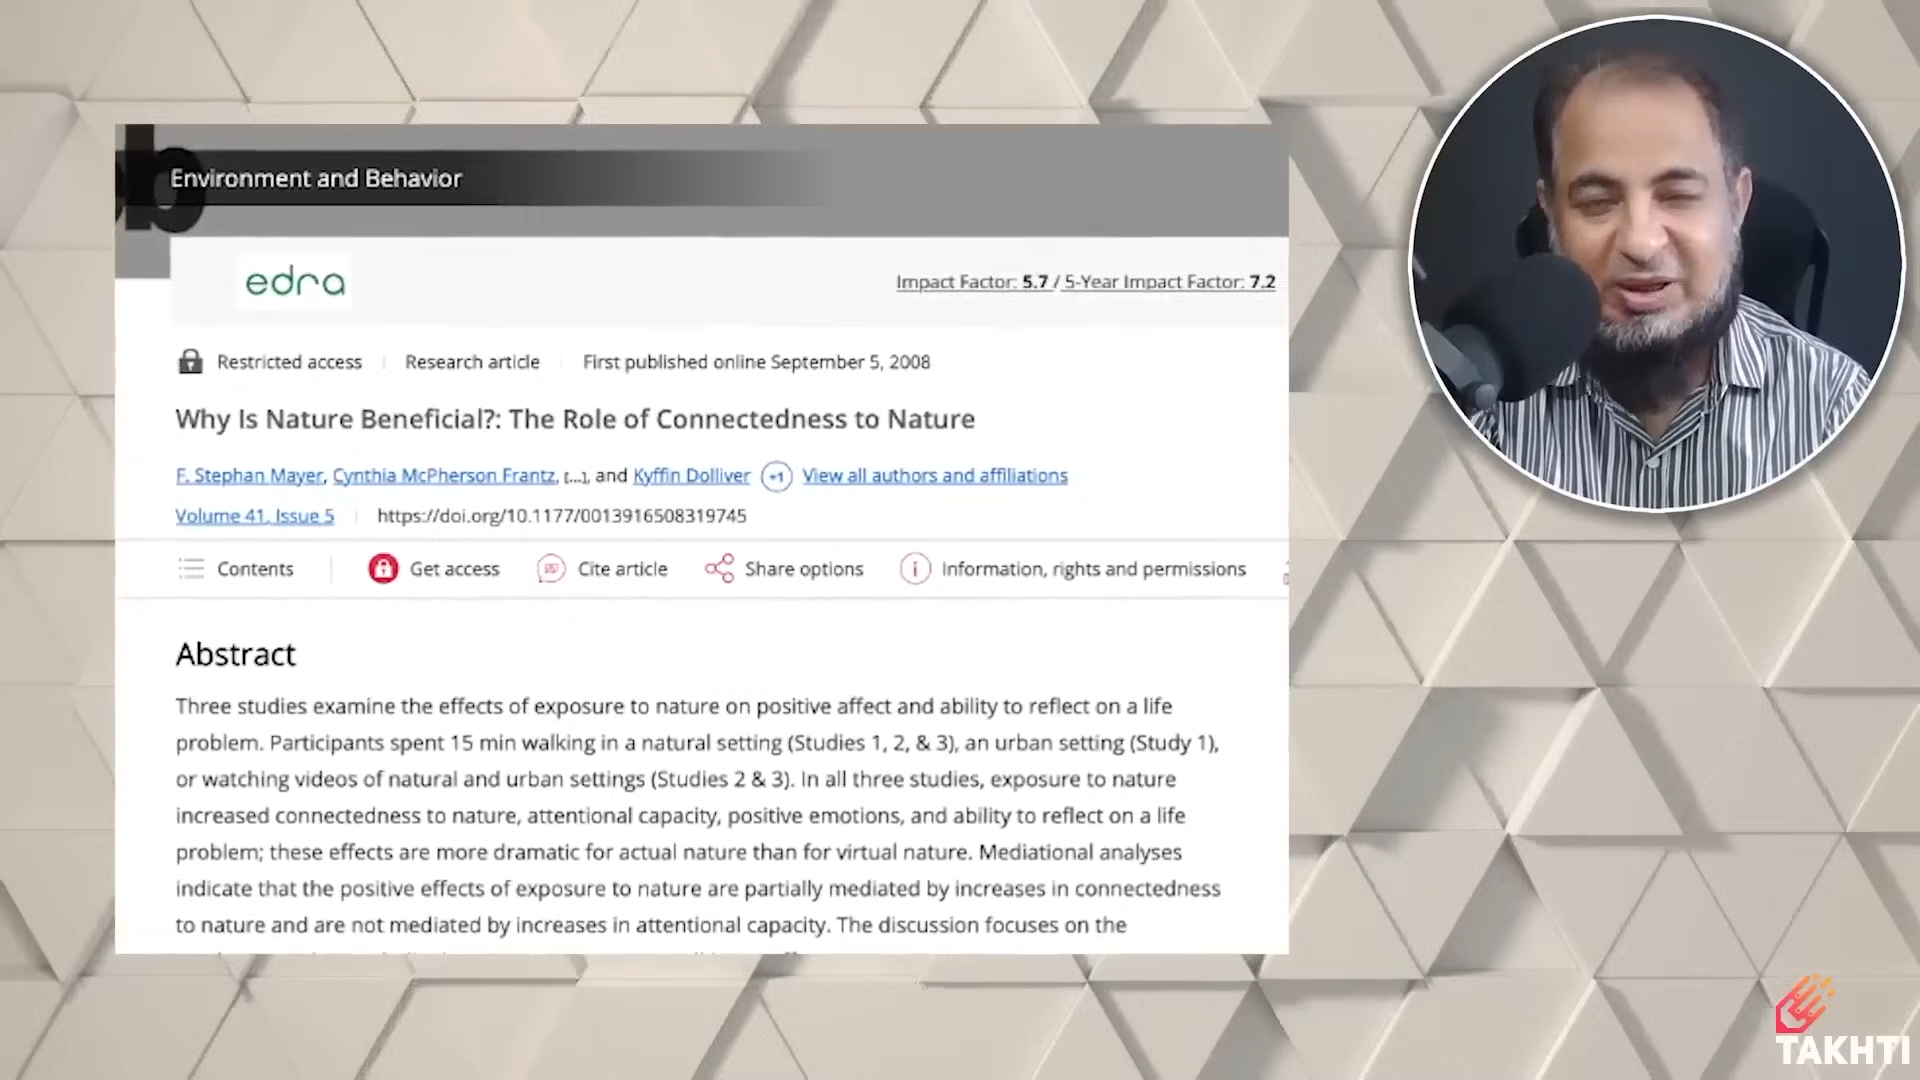 Environment and Behavior
edra
Impact Factor: 5.7 / 5-Year Impact Factor: 7.2
Restricted access | Research article | First published online September 5, 2008
Why Is Nature Beneficial?: The Role of Connectedness to Nature
F. Stephan Mayer, Cynthia McPherson Frantz, [...], and Kyffin Dolliver +1 View all authors and affiliations
Volume 41, Issue 5 | https://doi.org/10.1177/0013916508319745
Contents | Get access Cite article Share options Information, rights and permissions
Abstract
Three studies examine the effects of exposure to nature on positive affect and ability to reflect on a life
problem. Participants spent 15 min walking in a natural setting (Studies 1, 2, & 3), an urban setting (Study 1),
or watching videos of natural and urban settings (Studies 2 & 3). In all three studies, exposure to nature
increased connectedness to nature, attentional capacity, positive emotions, and ability to reflect on a life
problem; these effects are more dramatic for actual nature than for virtual nature. Mediational analyses
indicate that the positive effects of exposure to nature are partially mediated by increases in connectedness
to nature and are not mediated by increases in attentional capacity. The discussion focuses on the
TAKHTI